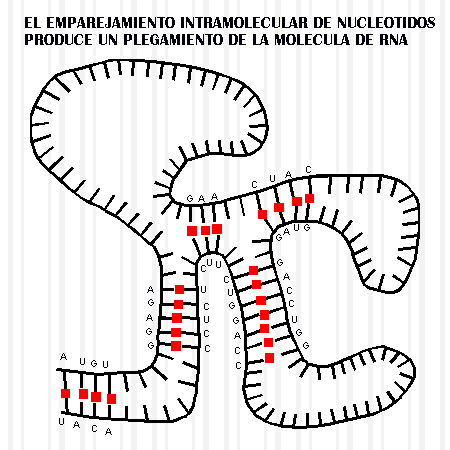 EL EMPAREJAMIENTO INTRAMOLECULAR DE NUCLEOTIDOS
PRODUCE UN PLEGAMIENTO DE LA MOLECULA DE RNA
G A A
C U A C
G A U G
C U U
A G A G G
U C U C C
C U G G A C C
G A C C U G G
A U G U
U A C A